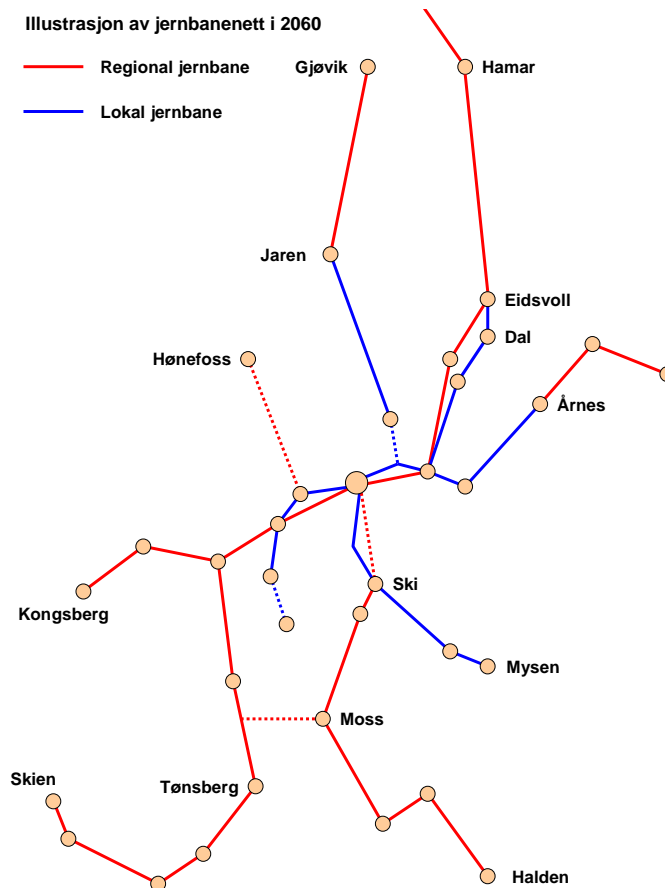 Illustrasjon av jernbanenett i 2060
Regional jernbane
Gjøvik
Hamar
Lokal jernbane
Jaren
Eidsvoll
Dal
Hønefoss
Årnes
Ski
Kongsberg
Mysen
Moss
Skien
Tønsberg
Halden